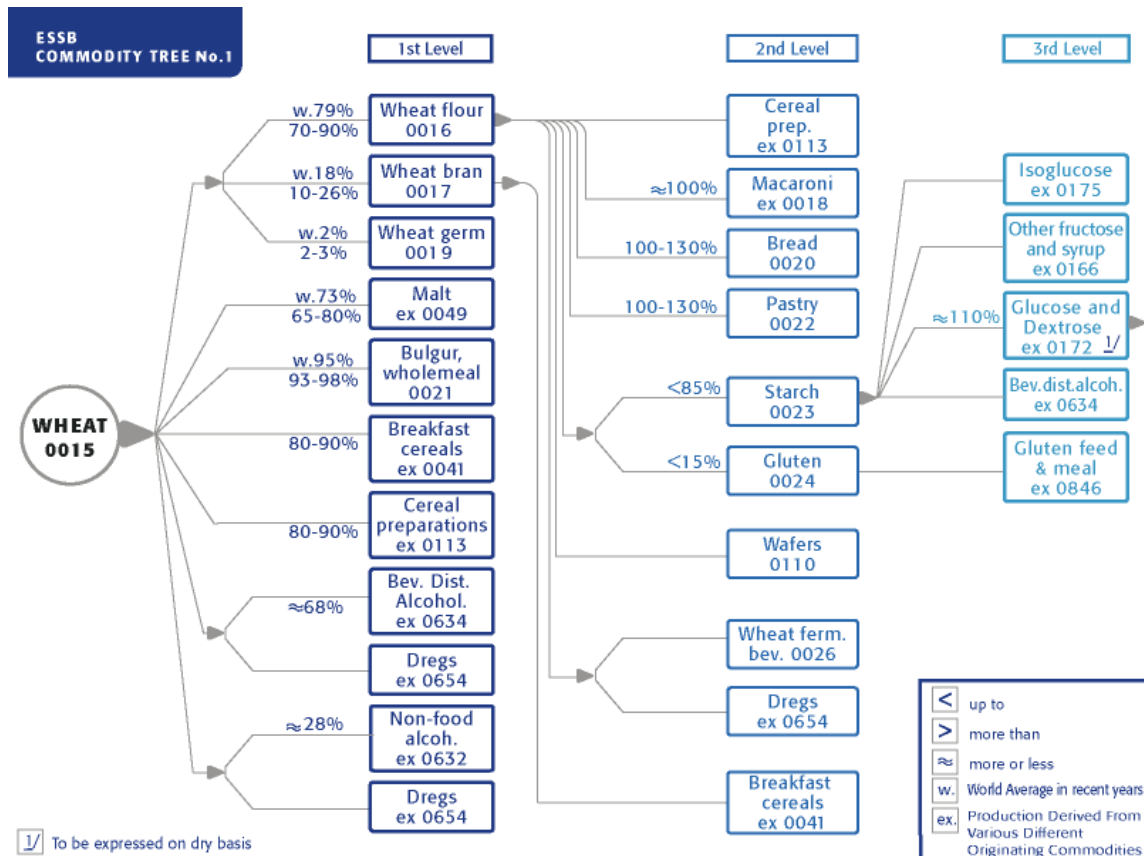 ESSB
COMMODITY TREE No.1
1st Level
2nd Level
3rd Level
WHEAT
0015
w.79%
70-90%
Wheat flour
0016
w.18%
10-26%
Wheat bran
0017
w.2%
2-3%
Wheat germ
0019
w.73%
65-80%
Malt
ex 0049
w.95%
93-98%
Bulgur,
wholemeal
0021
80-90%
Breakfast
cereals
ex 0041
80-90%
Cereal
preparations
ex 0113
≈68%
Bev. Dist.
Alcohol.
ex 0634
Dregs
ex 0654
≈28%
Non-food
alcoh.
ex 0632
Dregs
ex 0654
Cereal
prep.
ex 0113
≈100%
Macaroni
ex 0018
100-130%
Bread
0020
100-130%
Pastry
0022
<85%
Starch
0023
<15%
Gluten
0024
Wafers
0110
Wheat ferm.
bev. 0026
Dregs
ex 0654
Breakfast
cereals
ex 0041
Isoglucose
ex 0175
Other fructose
and syrup
ex 0166
≈110%
Glucose and
Dextrose
ex 0172 1/
Bev.dist.alcoh.
ex 0634
Gluten feed
& meal
ex 0846
< up to
> more than
≈ more or less
w. World Average in recent years
ex. Production Derived From
Various Different
Originating Commodities
1/ To be expressed on dry basis